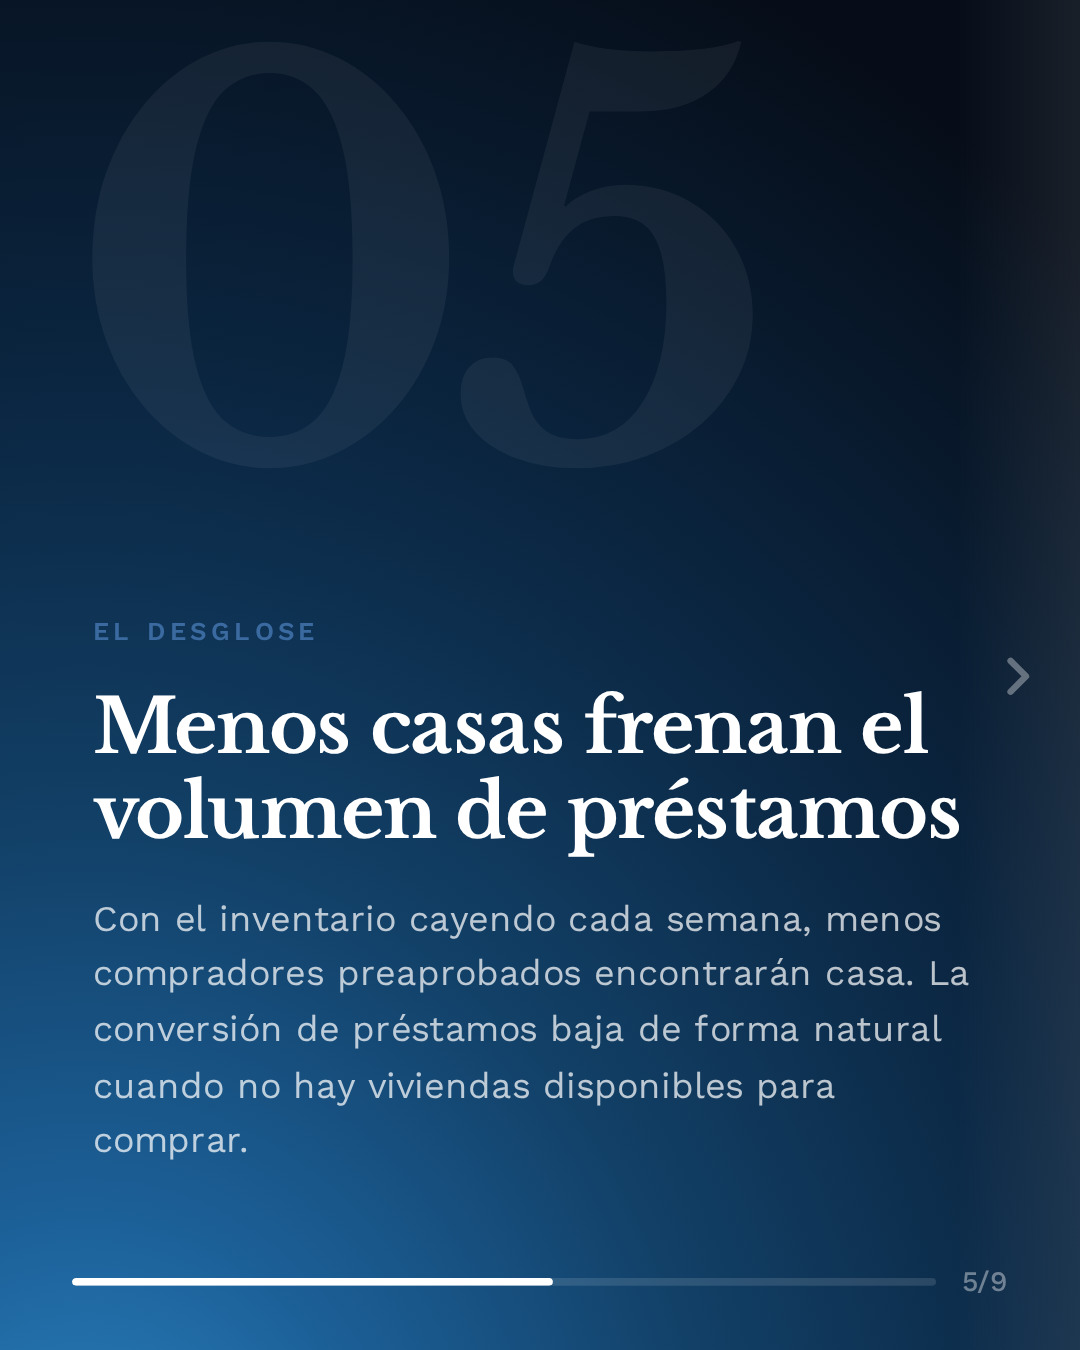 05
EL DESGLOSE
Menos casas frenan el
volumen de préstamos
Con el inventario cayendo cada semana, menos
compradores preaprobados encontrarán casa. La
conversión de préstamos baja de forma natural
cuando no hay viviendas disponibles para
comprar.
5/9